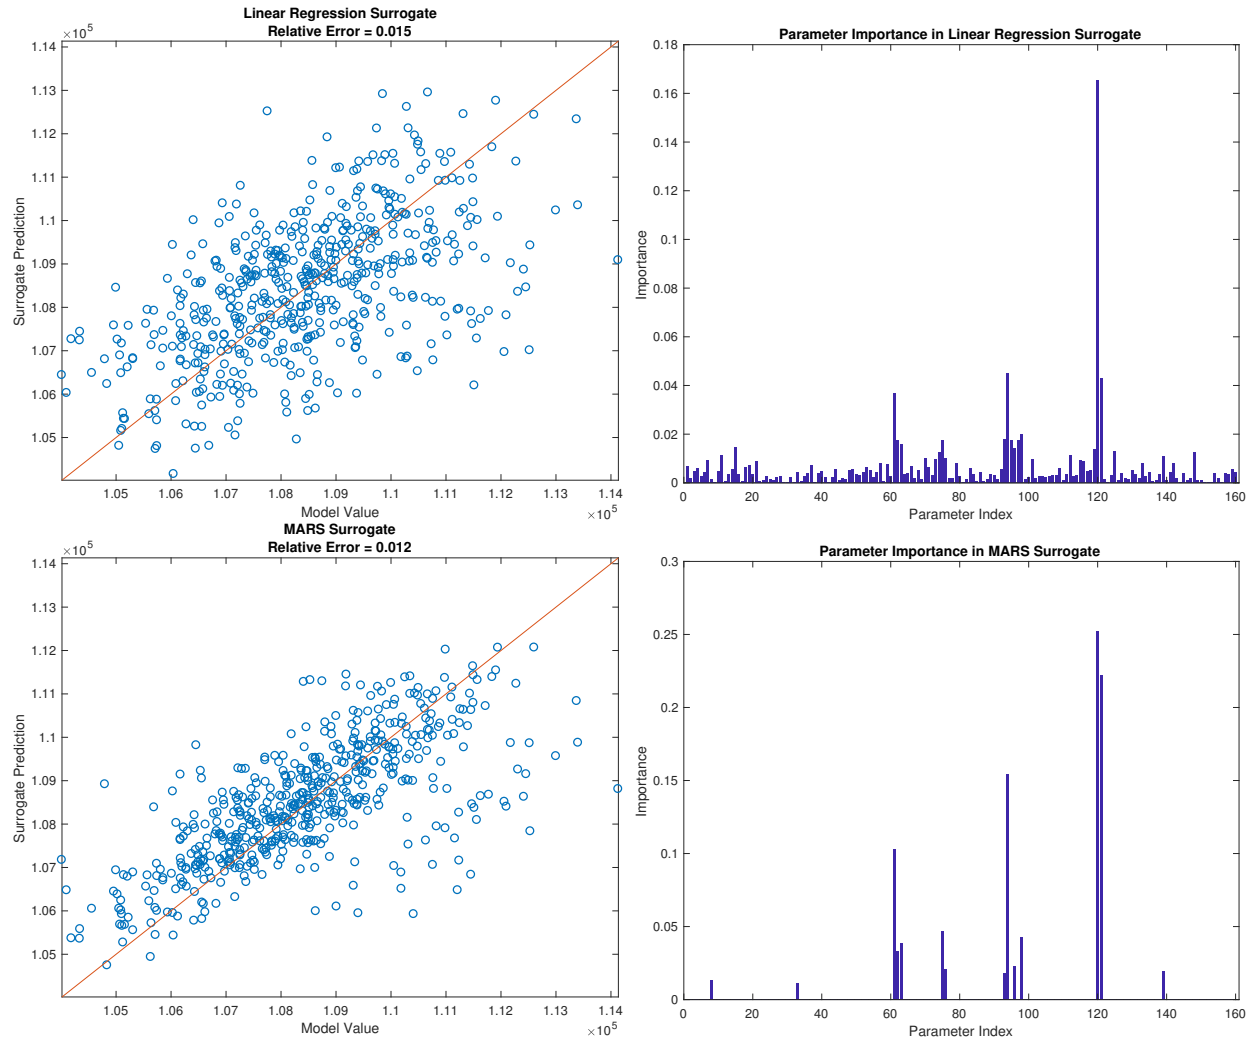 Linear Regression Surrogate
Relative Error = 0.015
×10⁵
1.14
1.13
1.12
1.11
1.1
1.09
1.08
1.07
1.06
1.05
Surrogate Prediction
1.05 1.06 1.07 1.08 1.09 1.1 1.11 1.12 1.13 1.14
Model Value
×10⁵
Parameter Importance in Linear Regression Surrogate
0.18
0.16
0.14
0.12
0.1
0.08
0.06
0.04
0.02
0
Importance
0 20 40 60 80 100 120 140 160
Parameter Index
MARS Surrogate
Relative Error = 0.012
×10⁵
1.14
1.13
1.12
1.11
1.1
1.09
1.08
1.07
1.06
1.05
Surrogate Prediction
1.05 1.06 1.07 1.08 1.09 1.1 1.11 1.12 1.13 1.14
Model Value
×10⁵
Parameter Importance in MARS Surrogate
0.3
0.25
0.2
0.15
0.1
0.05
0
Importance
0 20 40 60 80 100 120 140 160
Parameter Index